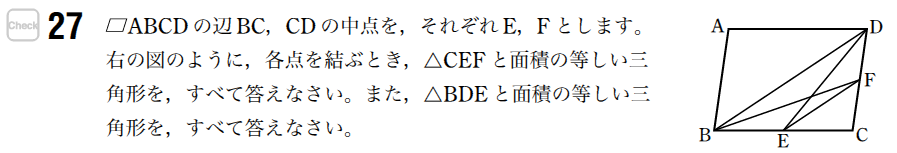 Check 27 ▱ABCDの辺BC，CDの中点を，それぞれE，Fとします。
右の図のように，各点を結ぶとき，△CEFと面積の等しい三
角形を，すべて答えなさい。また，△BDEと面積の等しい三
角形を，すべて答えなさい。
A D
F
B E C